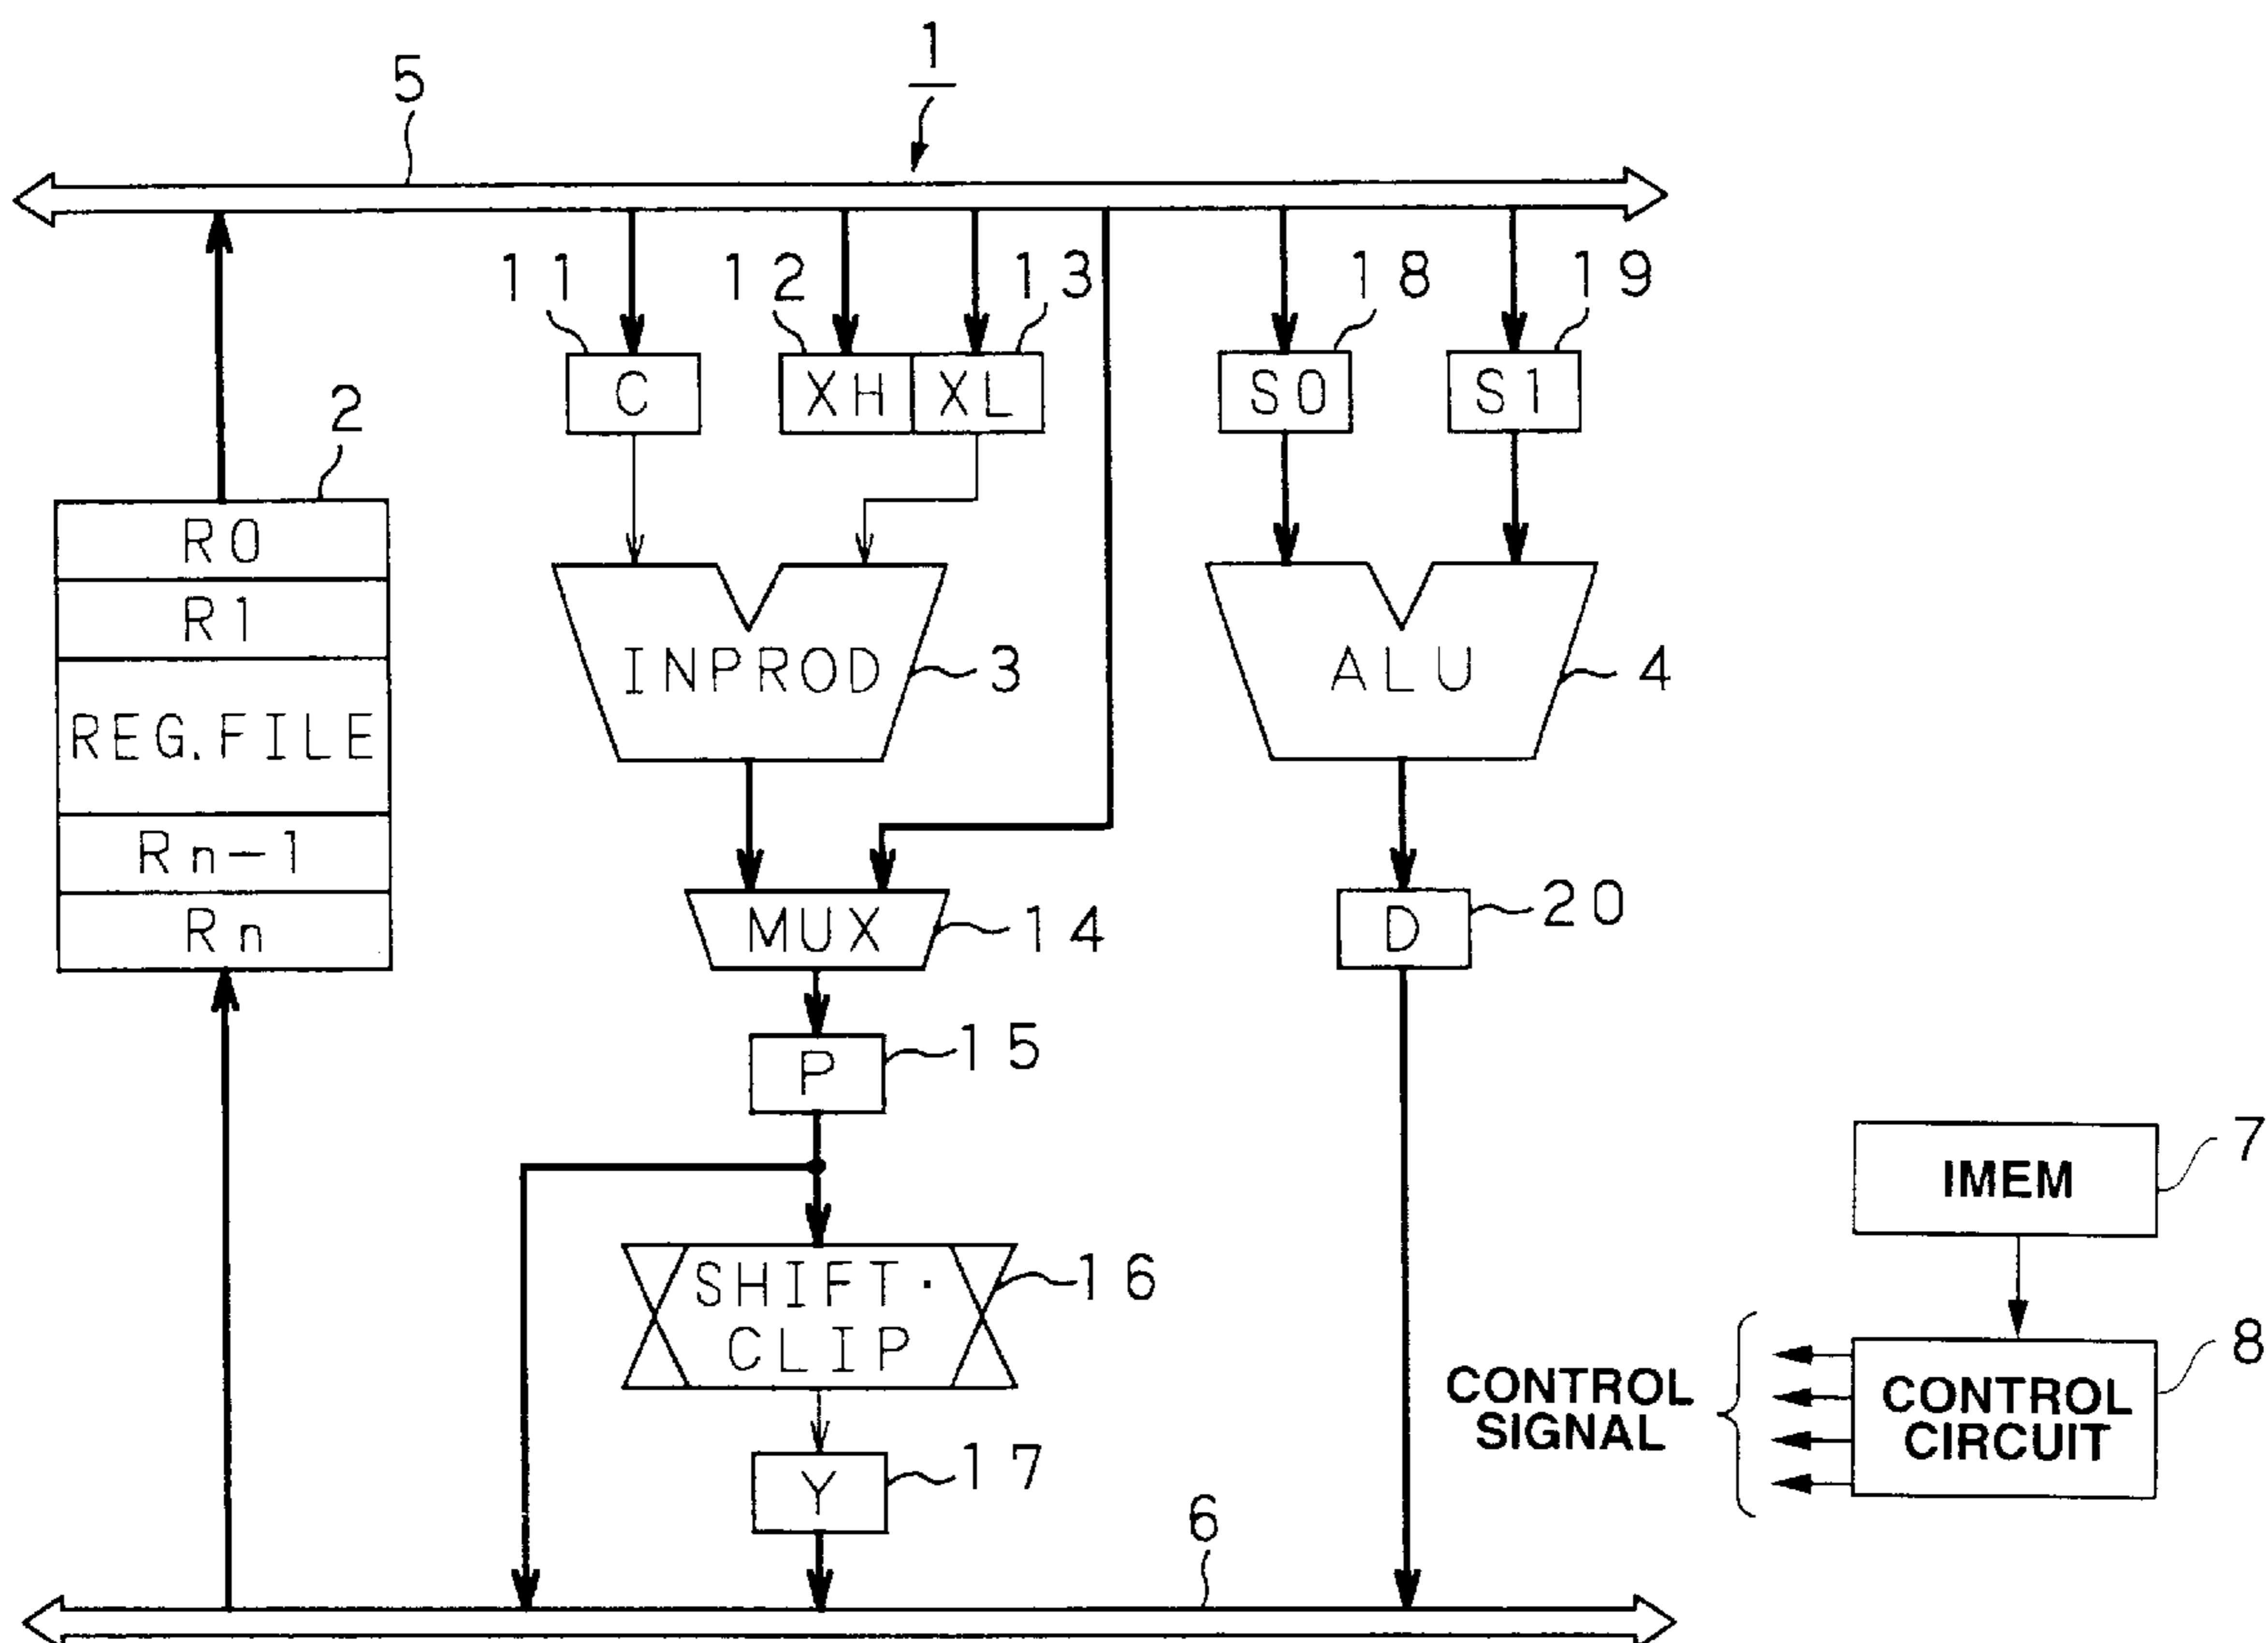 1
5
11
12
13
18
19
C
XH
XL
S0
S1
2
R0
R1
REG.FILE
Rn-1
Rn
INPROD
3
ALU
4
MUX
14
D
20
P
15
IMEM
7
SHIFT·
CLIP
16
CONTROL
SIGNAL
CONTROL
CIRCUIT
8
Y
17
6